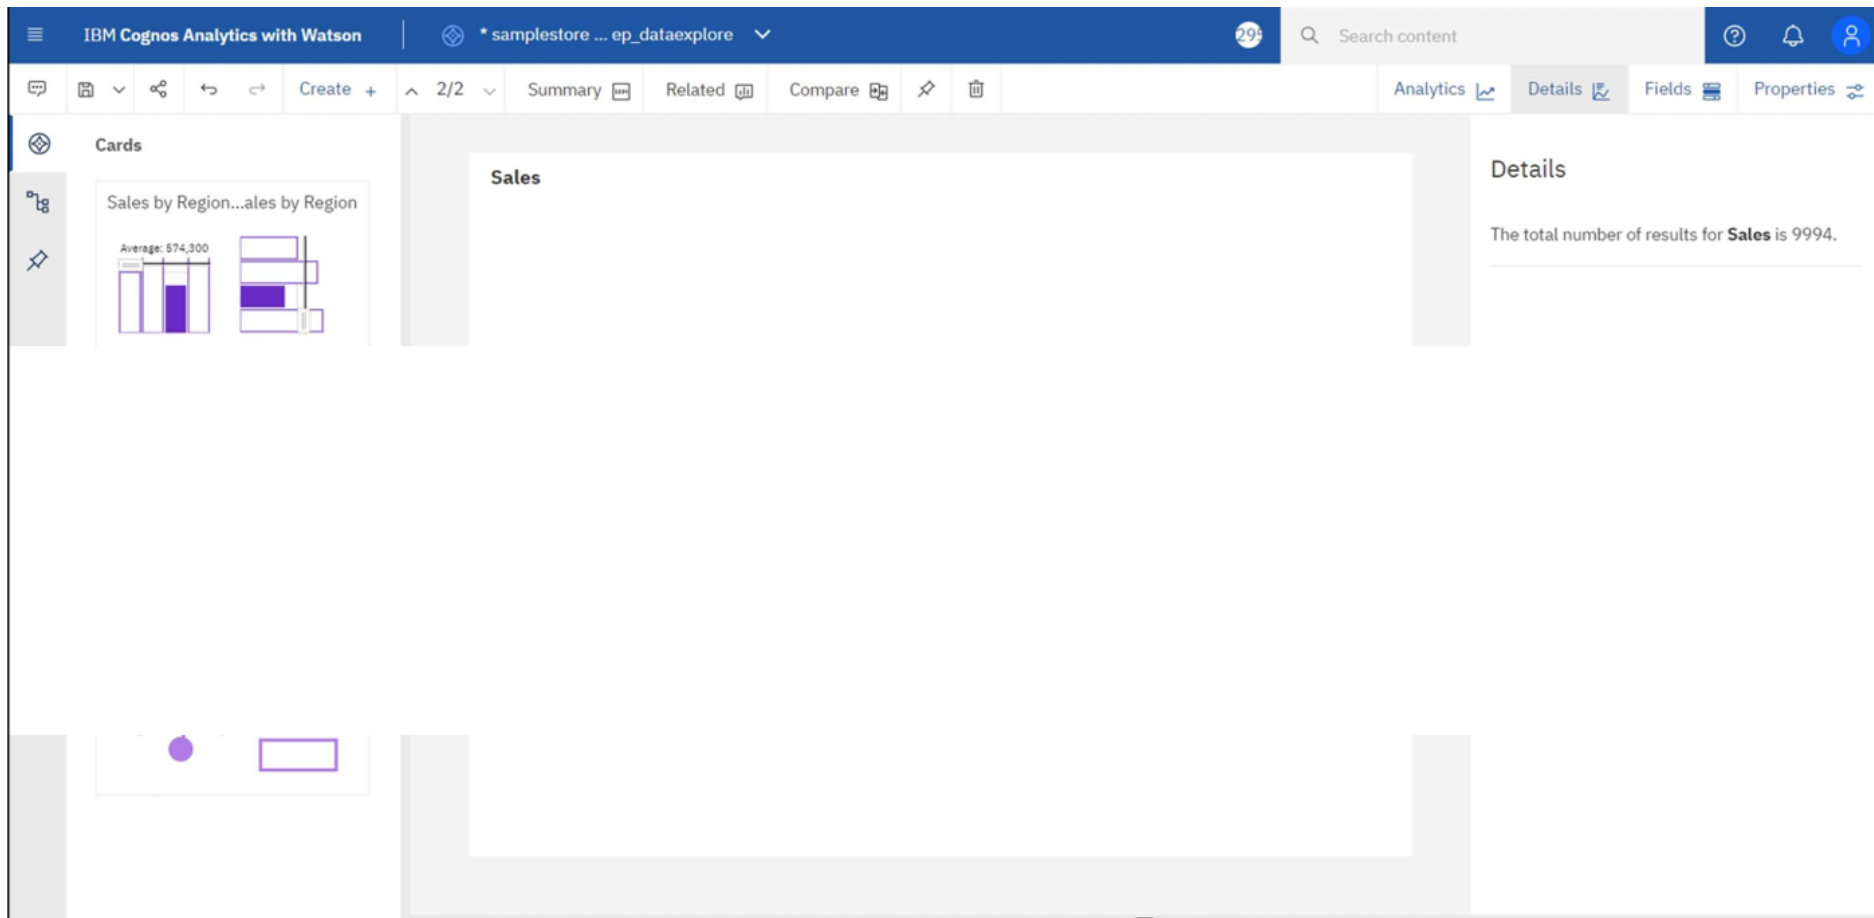 IBM Cognos Analytics with Watson
* samplestore ... ep_dataexplore
Search content
Create +
2/2
Summary
Related
Compare
Analytics
Details
Fields
Properties
Cards
Sales by Region...ales by Region
Average: 574,300
Sales
Details
The total number of results for Sales is 9994.